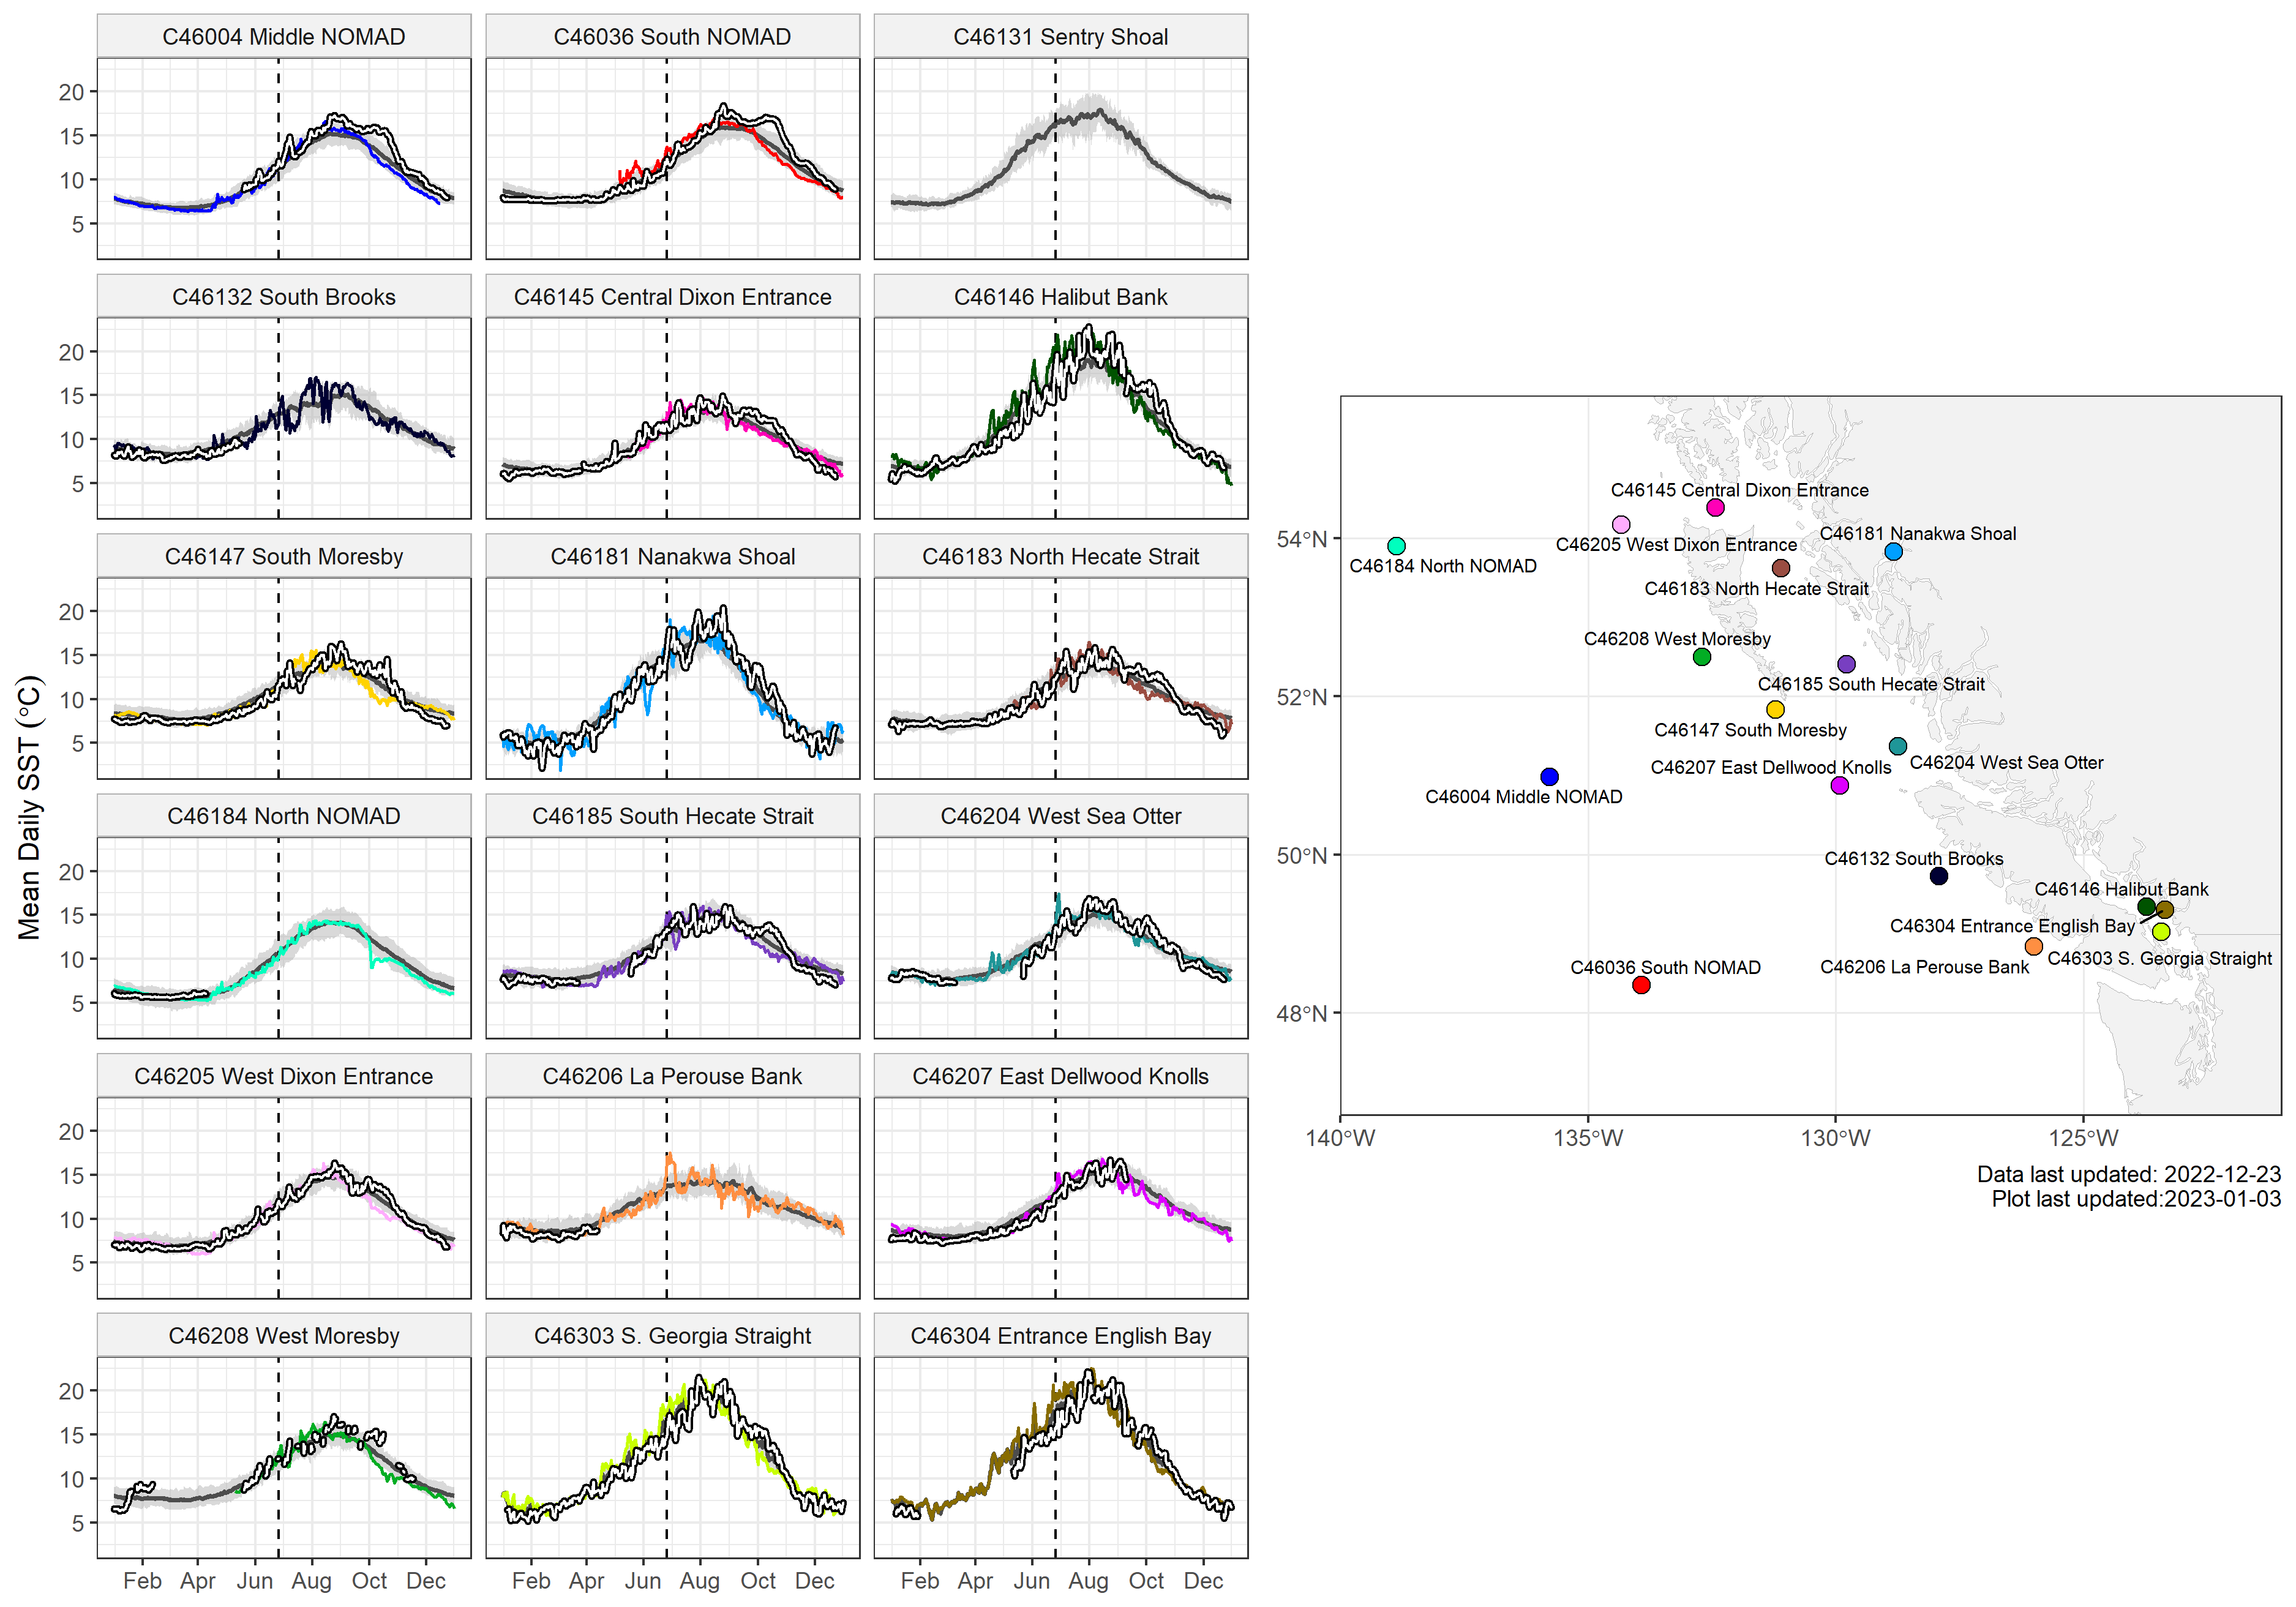 Mean Daily SST (°C)
C46004 Middle NOMAD
C46036 South NOMAD
C46131 Sentry Shoal
20
15
10
5
C46132 South Brooks
C46145 Central Dixon Entrance
C46146 Halibut Bank
20
15
10
5
C46147 South Moresby
C46181 Nanakwa Shoal
C46183 North Hecate Strait
20
15
10
5
C46184 North NOMAD
C46185 South Hecate Strait
C46204 West Sea Otter
20
15
10
5
C46205 West Dixon Entrance
C46206 La Perouse Bank
C46207 East Dellwood Knolls
20
15
10
5
C46208 West Moresby
C46303 S. Georgia Straight
C46304 Entrance English Bay
20
15
10
5
Feb Apr Jun Aug Oct Dec
Feb Apr Jun Aug Oct Dec
Feb Apr Jun Aug Oct Dec
C46145 Central Dixon Entrance
C46181 Nanakwa Shoal
54°N
C46205 West Dixon Entrance
C46184 North NOMAD
C46183 North Hecate Strait
C46208 West Moresby
C46185 South Hecate Strait
52°N
C46147 South Moresby
C46204 West Sea Otter
C46207 East Dellwood Knolls
C46004 Middle NOMAD
50°N
C46132 South Brooks
C46146 Halibut Bank
C46304 Entrance English Bay
C46303 S. Georgia Straight
C46206 La Perouse Bank
C46036 South NOMAD
48°N
140°W
135°W
130°W
125°W
Data last updated: 2022-12-23
Plot last updated:2023-01-03